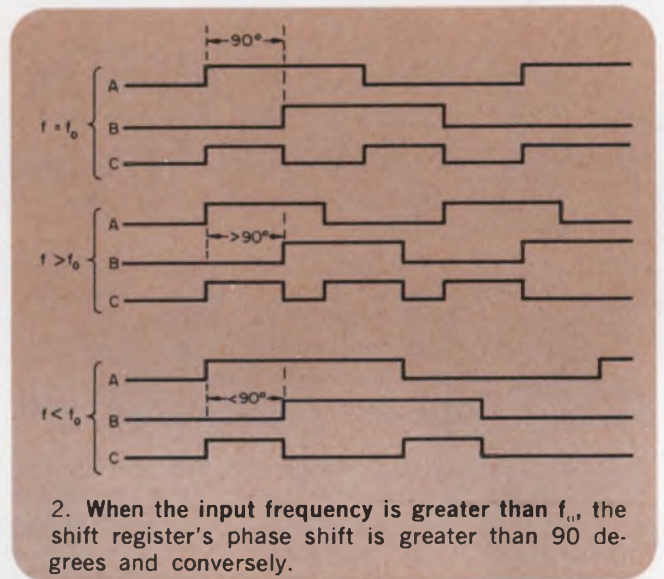 90°
A
f = f₀
B
C
A
>90°
f > f₀
B
C
A
<90°
f < f₀
B
C
2. When the input frequency is greater than f₀, the
shift register's phase shift is greater than 90 de-
grees and conversely.